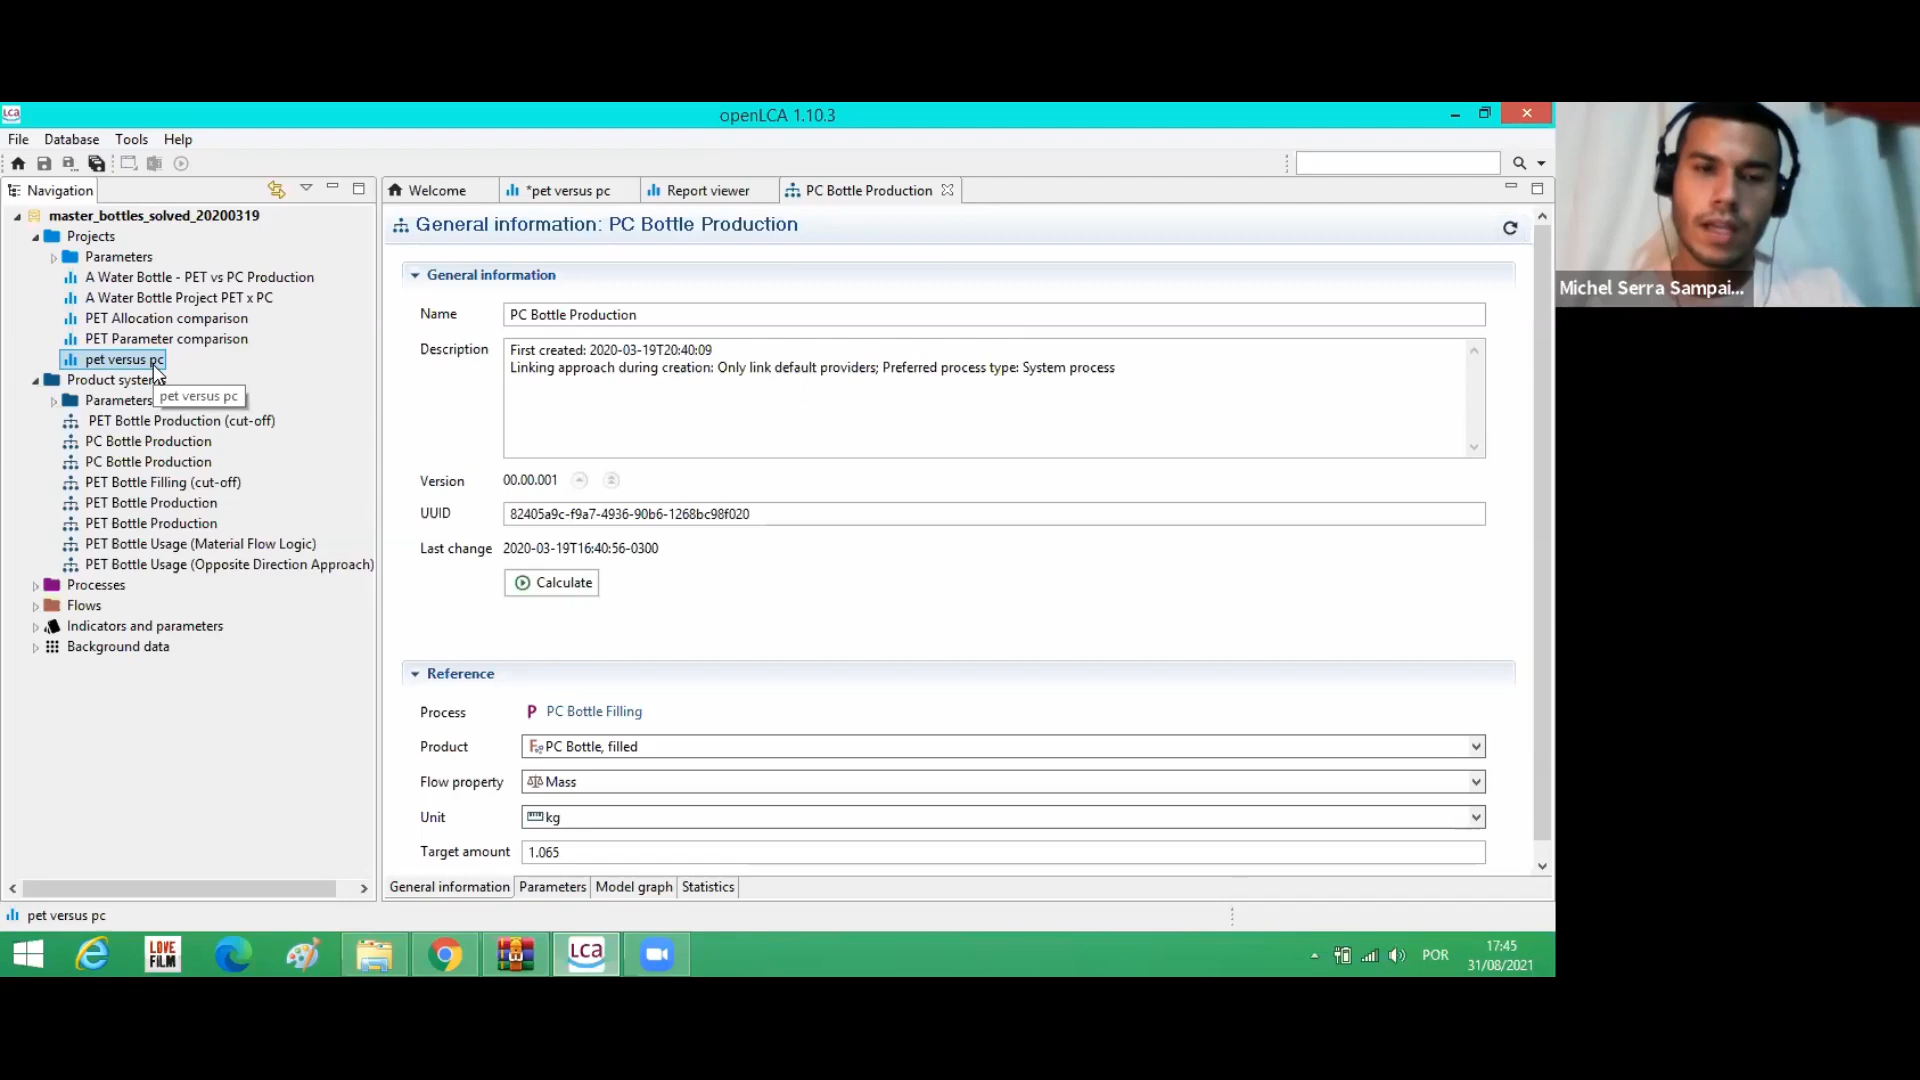 LCA
openLCA 1.10.3
File Database Tools Help
Navigation
Welcome
*pet versus pc
Report viewer
PC Bottle Production
master_bottles_solved_20200319
Projects
Parameters
A Water Bottle - PET vs PC Production
A Water Bottle Project PET x PC
PET Allocation comparison
PET Parameter comparison
pet versus pc
Product system
pet versus pc
Parameters
PET Bottle Production (cut-off)
PC Bottle Production
PC Bottle Production
PET Bottle Filling (cut-off)
PET Bottle Production
PET Bottle Production
PET Bottle Usage (Material Flow Logic)
PET Bottle Usage (Opposite Direction Approach)
Processes
Flows
Indicators and parameters
Background data
General information: PC Bottle Production
General information
Name PC Bottle Production
Description First created: 2020-03-19T20:40:09
Linking approach during creation: Only link default providers; Preferred process type: System process
Version 00.00.001
UUID 82405a9c-f9a7-4936-90b6-1268bc98f020
Last change 2020-03-19T16:40:56-0300
Calculate
Reference
Process P PC Bottle Filling
Product PC Bottle, filled
Flow property Mass
Unit kg
Target amount 1.065
General information Parameters Model graph Statistics
pet versus pc
LOVE
FiLM
LCA
POR
17:45
31/08/2021
Michel Serra Sampai...